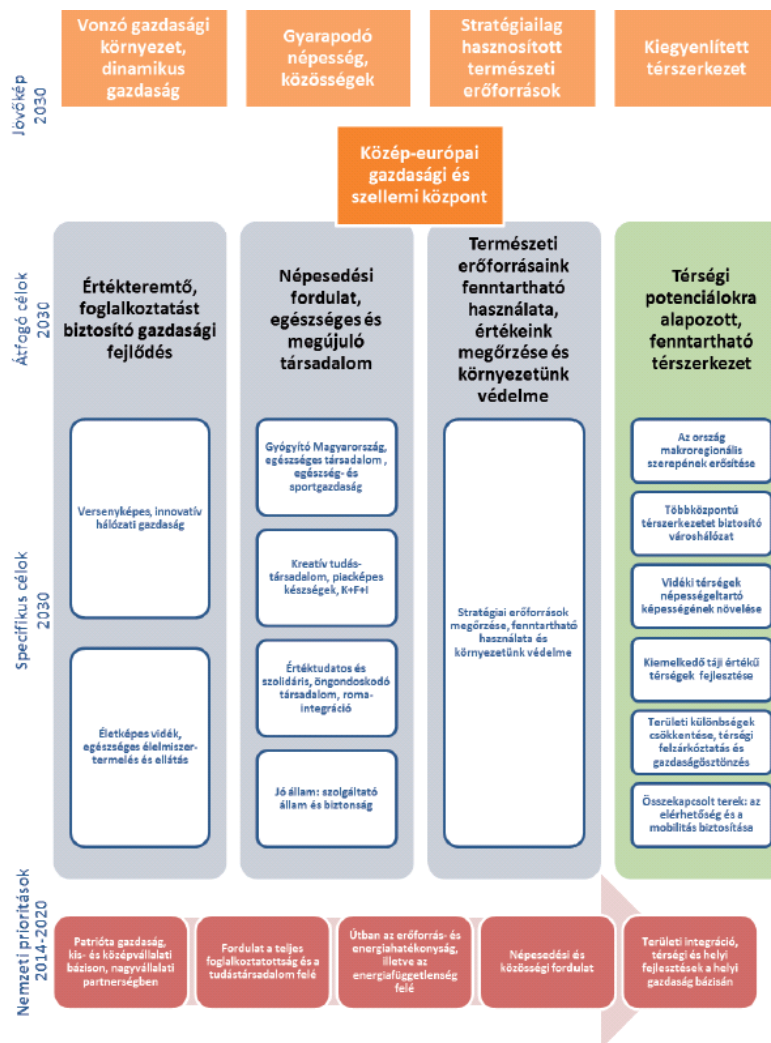 Jövőkép
2030
Vonzó gazdasági
környezet,
dinamikus
gazdaság
Gyarapodó
népesség,
közösségek
Stratégiailag
hasznosított
természeti
erőforrások
Kiegyenlített
térszerkezet
Közép-európai
gazdasági és
szellemi központ
Átfogó célok
2030
Értékteremtő,
foglalkoztatást
biztosító gazdasági
fejlődés
Népesedési
fordulat,
egészséges és
megújuló
társadalom
Természeti
erőforrásaink
fenntartható
használata,
értékeink
megőrzése és
környezetünk
védelme
Térségi
potenciálokra
alapozott,
fenntartható
térszerkezet
Specifikus célok
2030
Versenyképes, innovatív
hálózati gazdaság
Életképes vidék,
egészséges élelmiszer-
termelés és ellátás
Gyógyító Magyarország,
egészséges társadalom ,
egészség- és
sportgazdaság
Kreatív tudás-
társadalom, piacképes
készségek, K+F+I
Értéktudatos és
szolidáris, öngondoskodó
társadalom, roma-
integráció
Jó állam: szolgáltató
állam és biztonság
Stratégiai erőforrások
megőrzése, fenntartható
használata és
környezetünk védelme
Az ország
makroregionális
szerepének erősítése
Többközpontú
térszerkezetet biztosító
városhálózat
Vidéki térségek
népességeltartó
képességének növelése
Kiemelkedő táji értékű
térségek fejlesztése
Területi különbségek
csökkentése, térségi
felzárkóztatás és
gazdaságösztönzés
Összekapcsolt terek: az
elérhetőség és a
mobilitás biztosítása
Nemzeti prioritások
2014-2020
Patrióta gazdaság,
kis- és középvállalati
bázison, nagyvállalati
partnerségben
Fordulat a teljes
foglalkoztatottság és a
tudástársadalom felé
Útban az erőforrás- és
energiahatékonyság,
illetve az
energiafüggetlenség
felé
Népesedési és
közösségi fordulat
Területi integráció,
térségi és helyi
fejlesztések a helyi
gazdaság bázisán